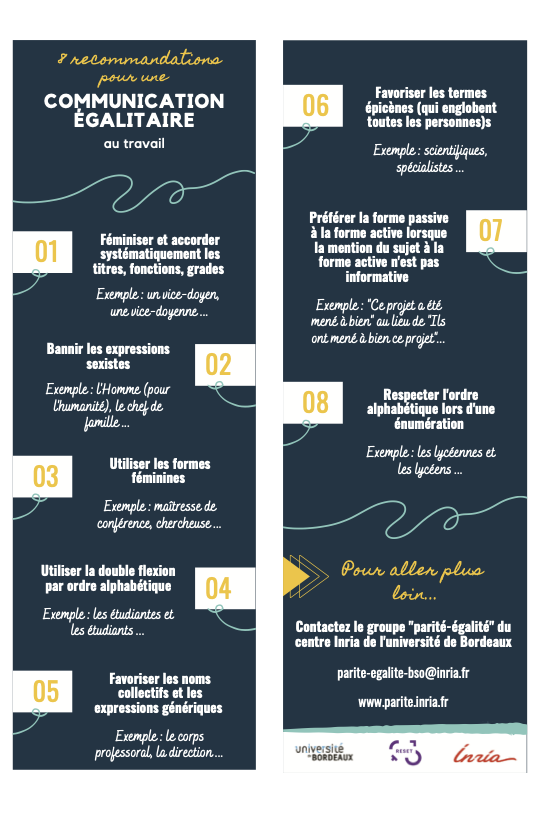 8 recommandations
pour une
COMMUNICATION
ÉGALITAIRE
au travail
01
Féminiser et accorder
systématiquement les
titres, fonctions, grades
Exemple : un vice-doyen,
une vice-doyenne ...
Bannir les expressions
sexistes
02
Exemple : l'Homme (pour
l'humanité), le chef de
famille ...
03
Utiliser les formes
féminines
Exemple : maîtresse de
conférence, chercheuse ...
Utiliser la double flexion
par ordre alphabétique
04
Exemple : les étudiantes et
les étudiants ...
05
Favoriser les noms
collectifs et les
expressions génériques
Exemple : le corps
professoral, la direction ...
06
Favoriser les termes
épicènes (qui englobent
toutes les personnes)s
Exemple : scientifiques,
spécialistes ...
Préférer la forme passive
à la forme active lorsque
la mention du sujet à la
forme active n'est pas
informative
07
Exemple : "Ce projet a été
mené à bien" au lieu de "Ils
ont mené à bien ce projet"...
08
Respecter l'ordre
alphabétique lors d'une
énumération
Exemple : les lycéennes et
les lycéens ...
Pour aller plus
loin...
Contactez le groupe "parité-égalité" du
centre Inria de l'université de Bordeaux
parite-egalite-bso@inria.fr
www.parite.inria.fr
université
de BORDEAUX
RESET
Inria